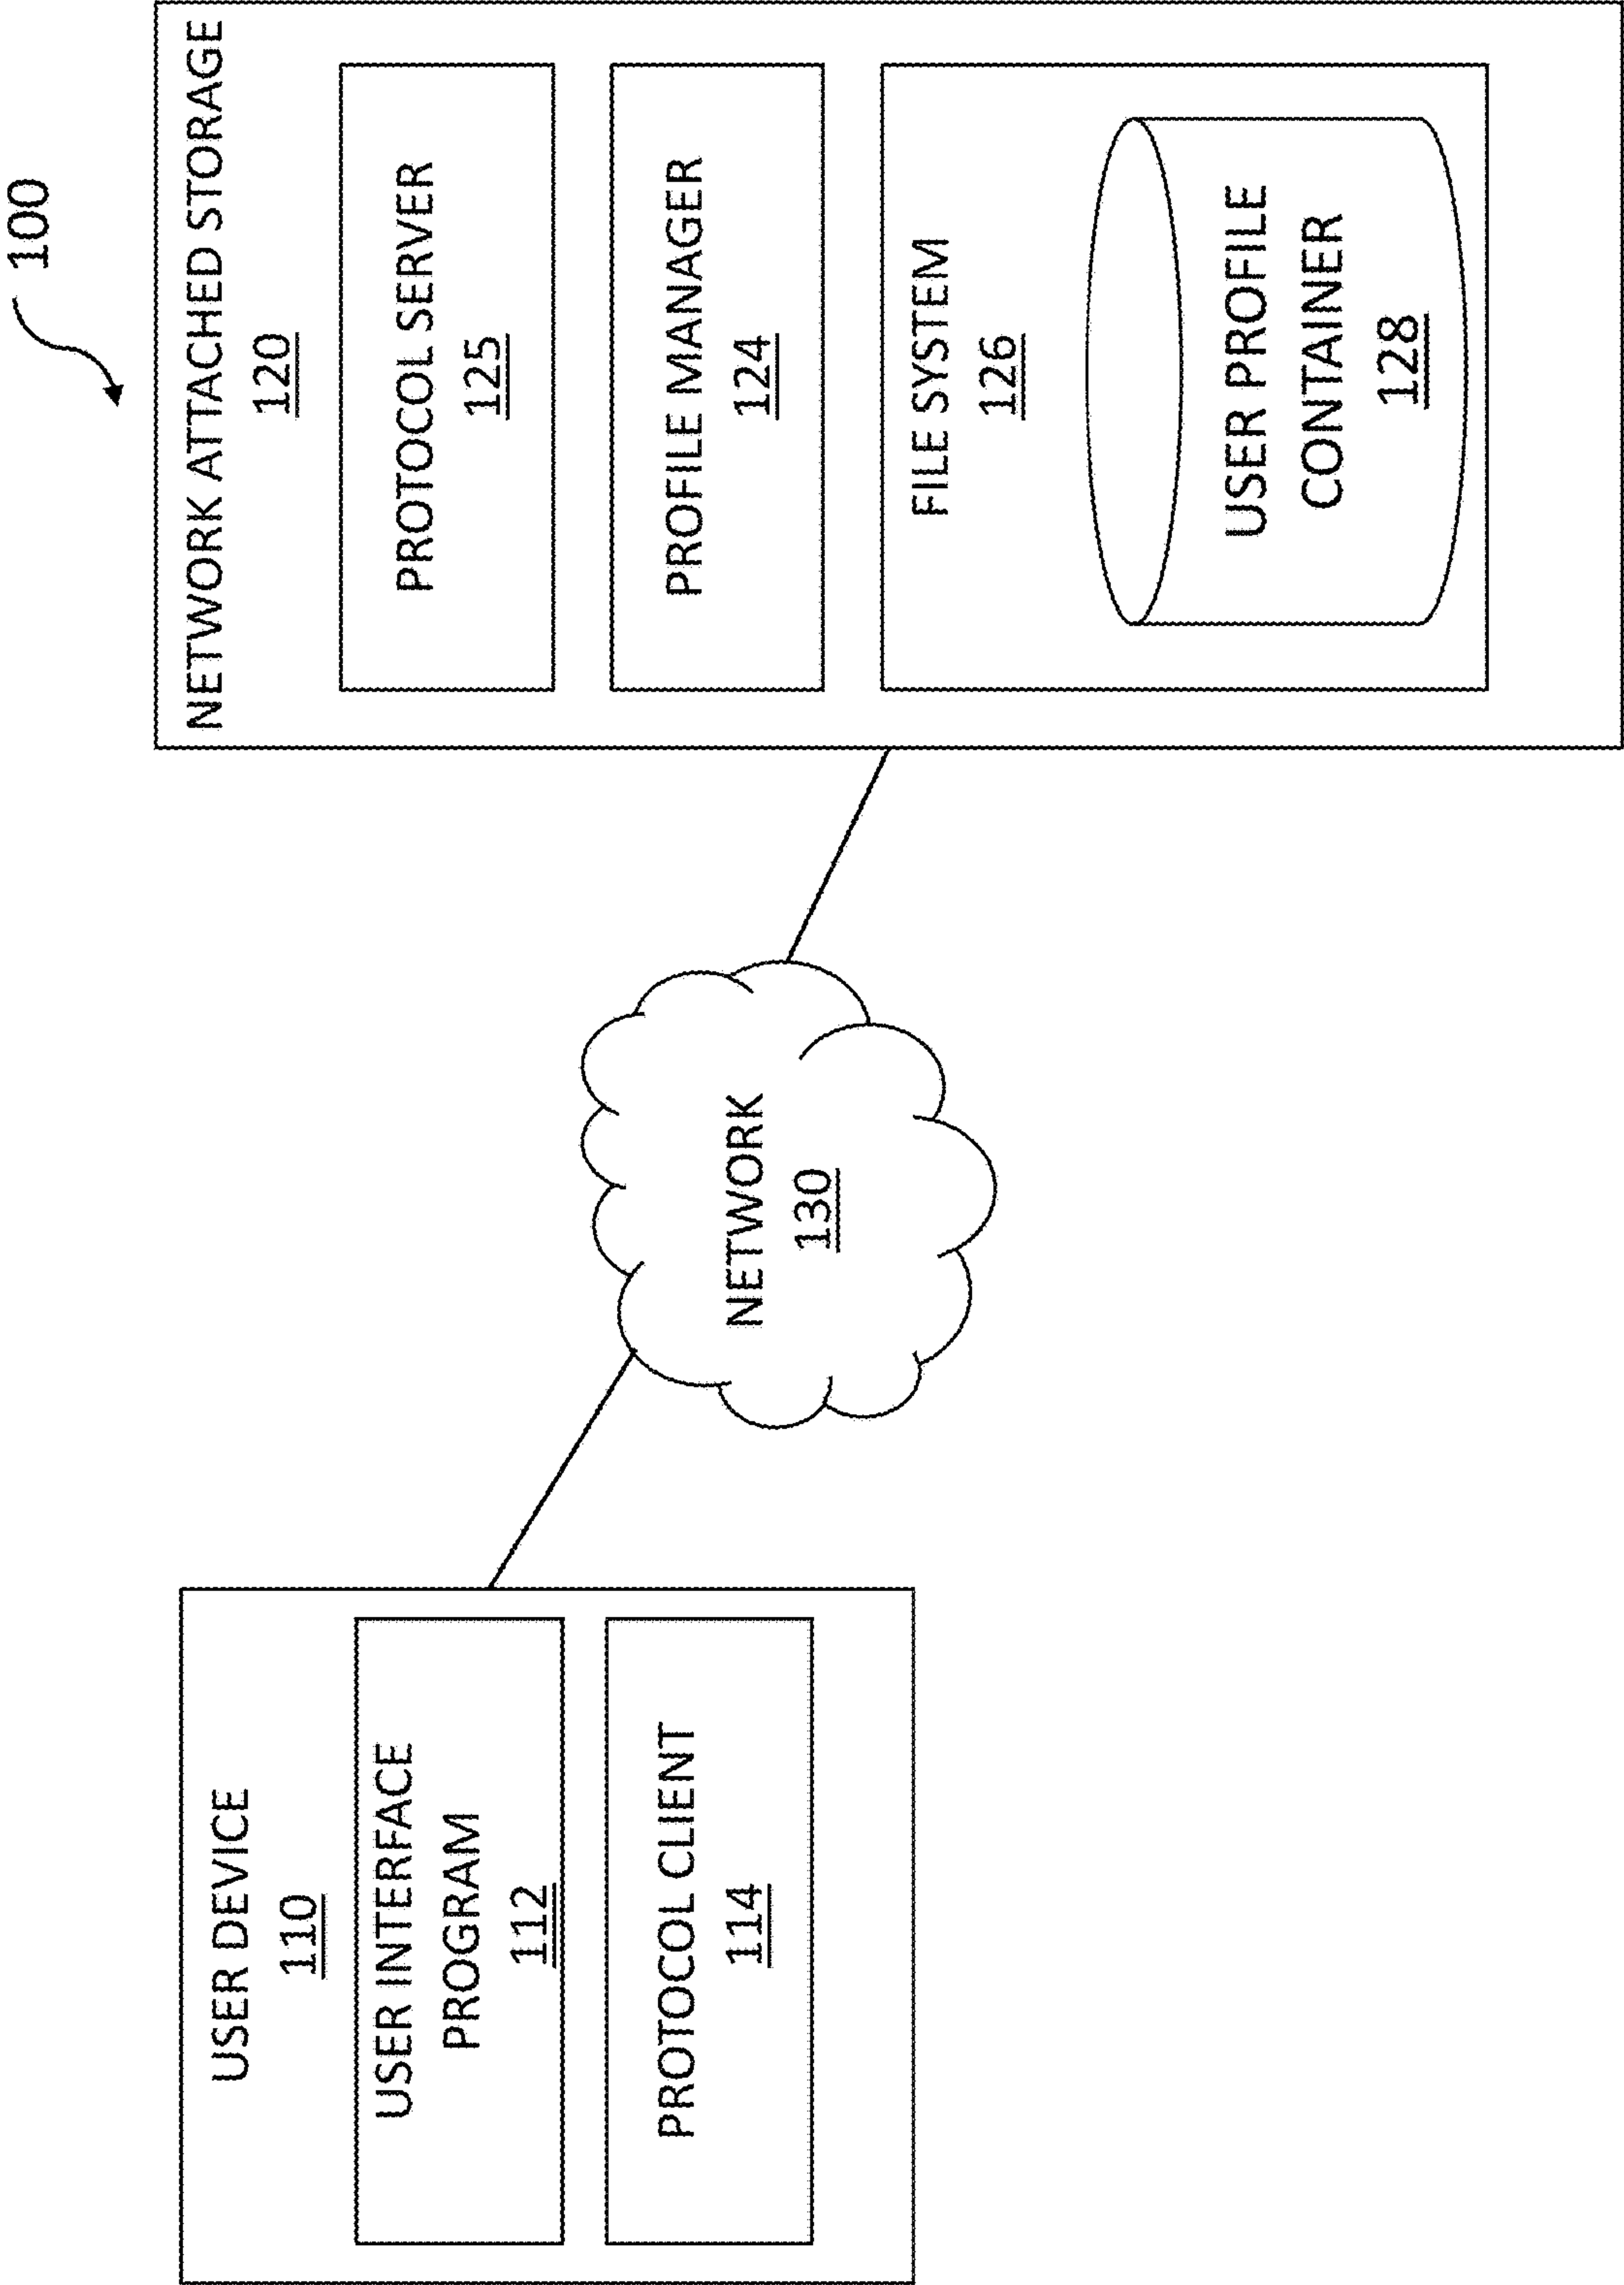 100
USER DEVICE
110
USER INTERFACE
PROGRAM
112
PROTOCOL CLIENT
114
NETWORK
130
NETWORK ATTACHED STORAGE
120
PROTOCOL SERVER
125
PROFILE MANAGER
124
FILE SYSTEM
126
USER PROFILE
CONTAINER
128